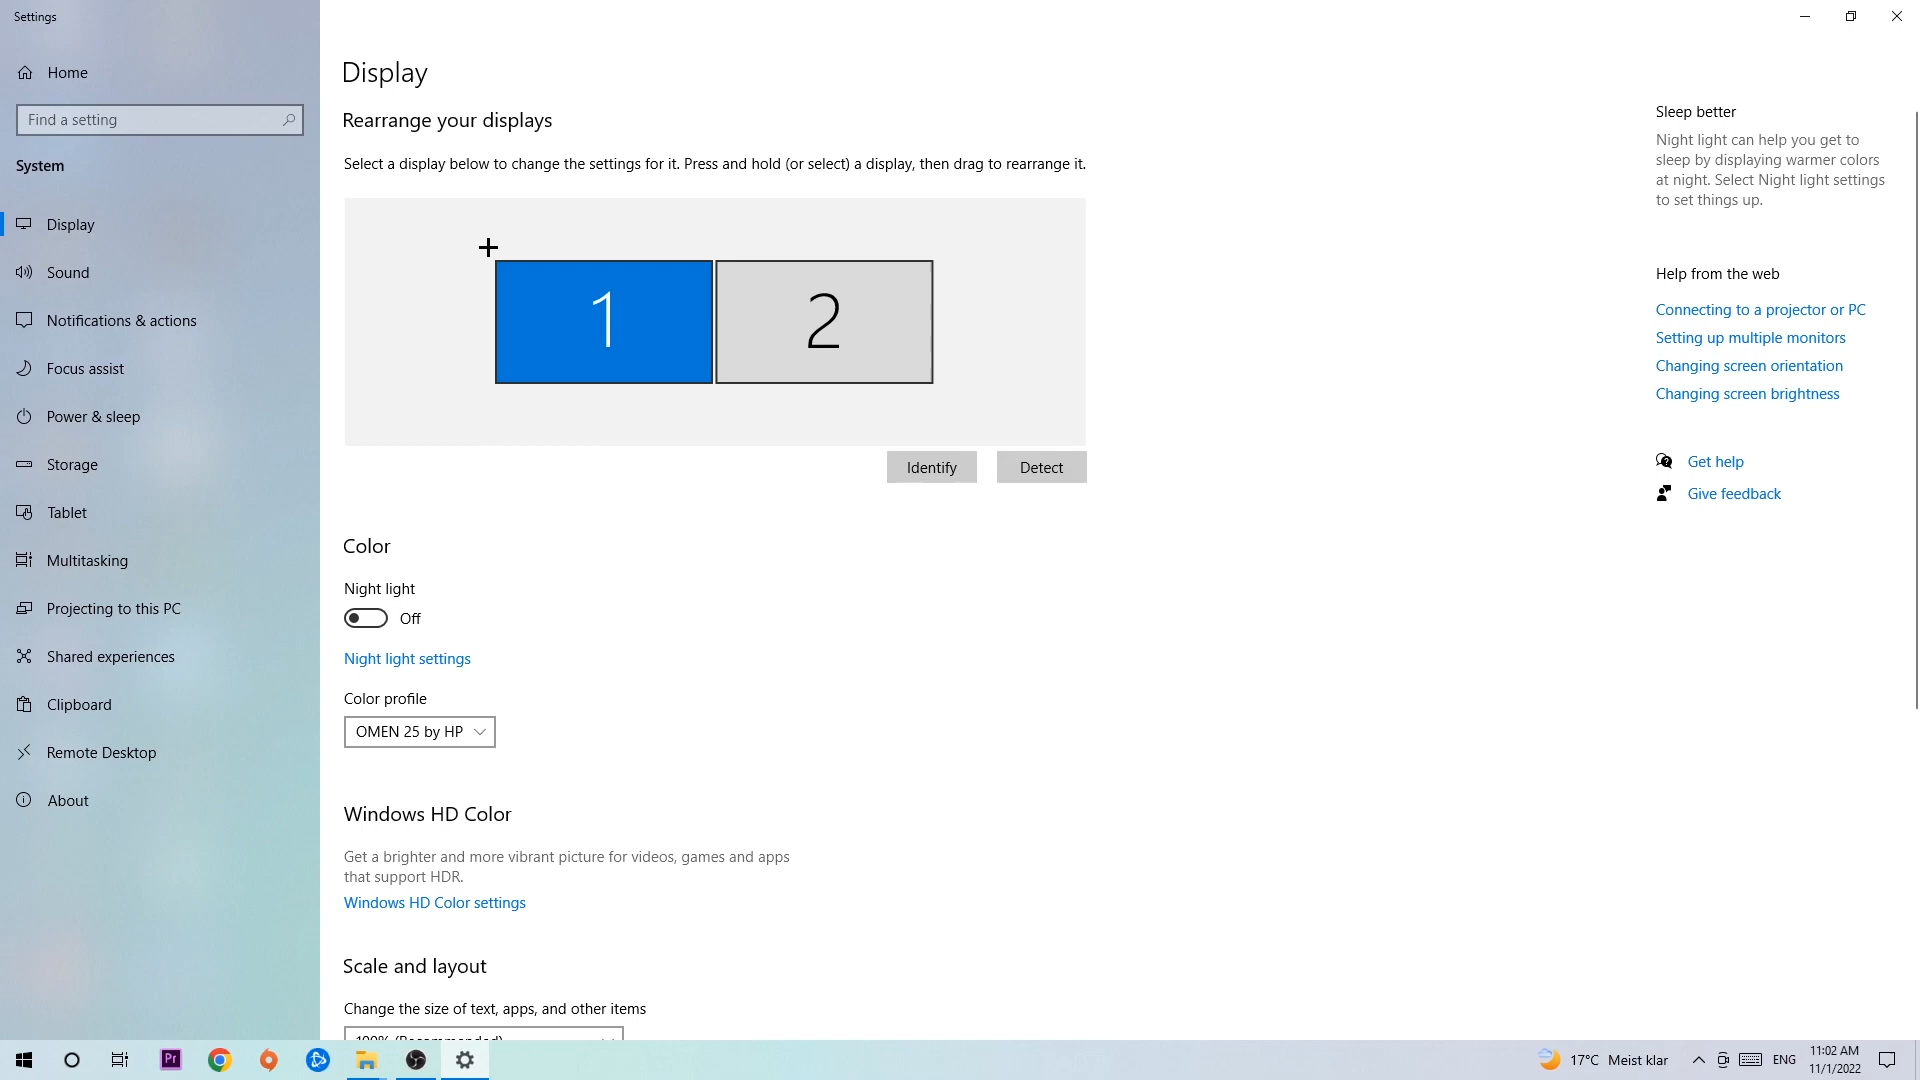 Settings
Home
Find a setting
System
Display
Sound
Notifications & actions
Focus assist
Power & sleep
Storage
Tablet
Multitasking
Projecting to this PC
Shared experiences
Clipboard
Remote Desktop
About
Display
Rearrange your displays
Select a display below to change the settings for it. Press and hold (or select) a display, then drag to rearrange it.
1
2
Identify
Detect
Color
Night light
Off
Night light settings
Color profile
OMEN 25 by HP
Windows HD Color
Get a brighter and more vibrant picture for videos, games and apps
that support HDR.
Windows HD Color settings
Scale and layout
Change the size of text, apps, and other items
100% (Recommended)
Sleep better
Night light can help you get to
sleep by displaying warmer colors
at night. Select Night light settings
to set things up.
Help from the web
Connecting to a projector or PC
Setting up multiple monitors
Changing screen orientation
Changing screen brightness
Get help
Give feedback
Pr
17°C Meist klar
ENG
11:02 AM
11/1/2022